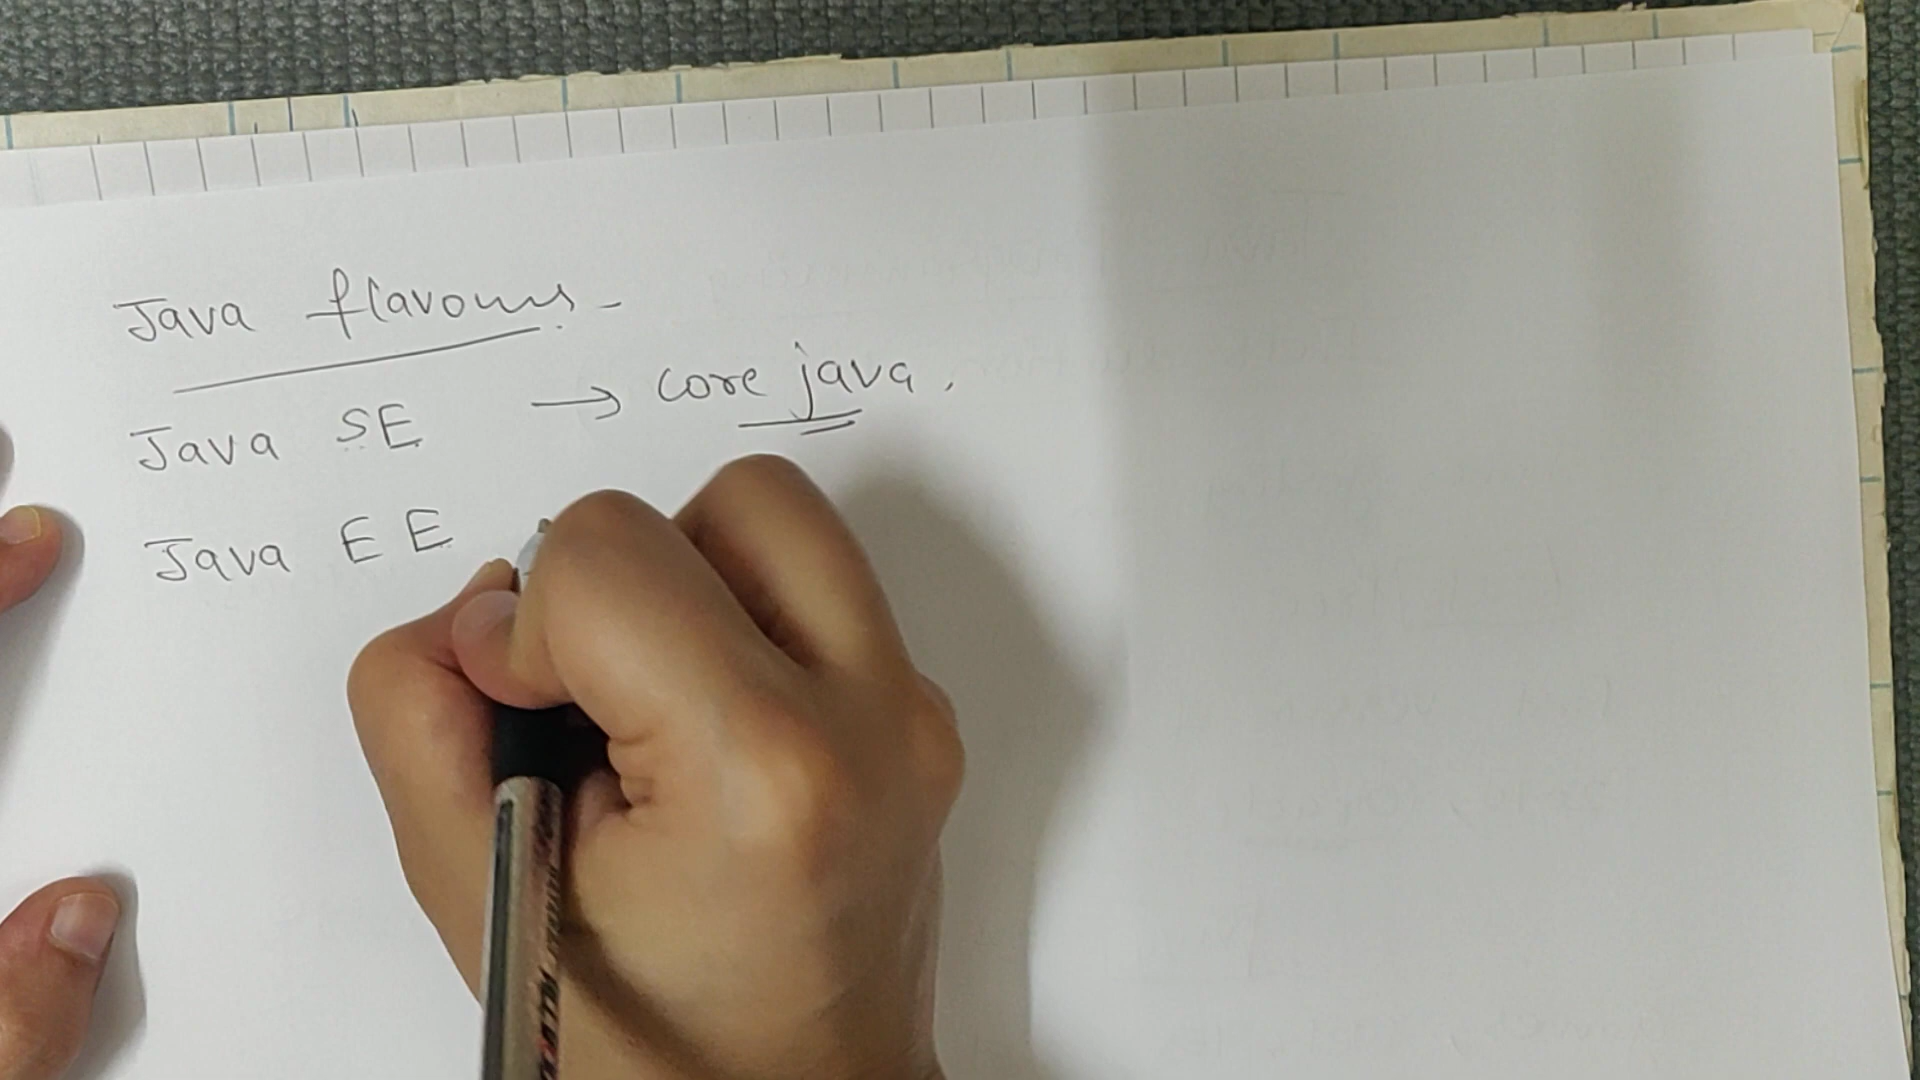 Java flavours -
Java SE → core java.
Java EE